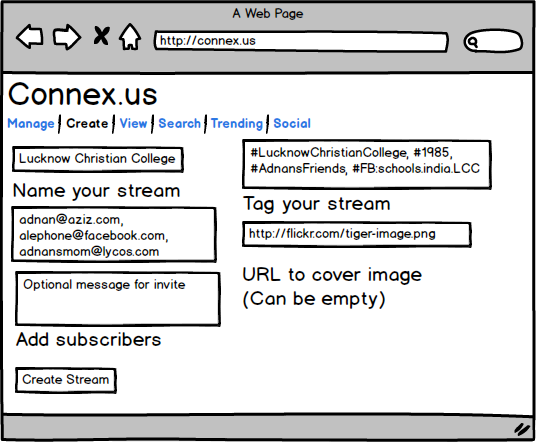 A Web Page
http://connex.us
Connex.us
Manage Create View Search Trending Social
Lucknow Christian College
Name your stream
adnan@aziz.com,
alephone@facebook.com,
adnansmom@lycos.com
Optional message for invite
Add subscribers
Create Stream
#LucknowChristianCollege, #1985,
#AdnansFriends, #FB:schools.india.LCC
Tag your stream
http://flickr.com/tiger-image.png
URL to cover image
(Can be empty)